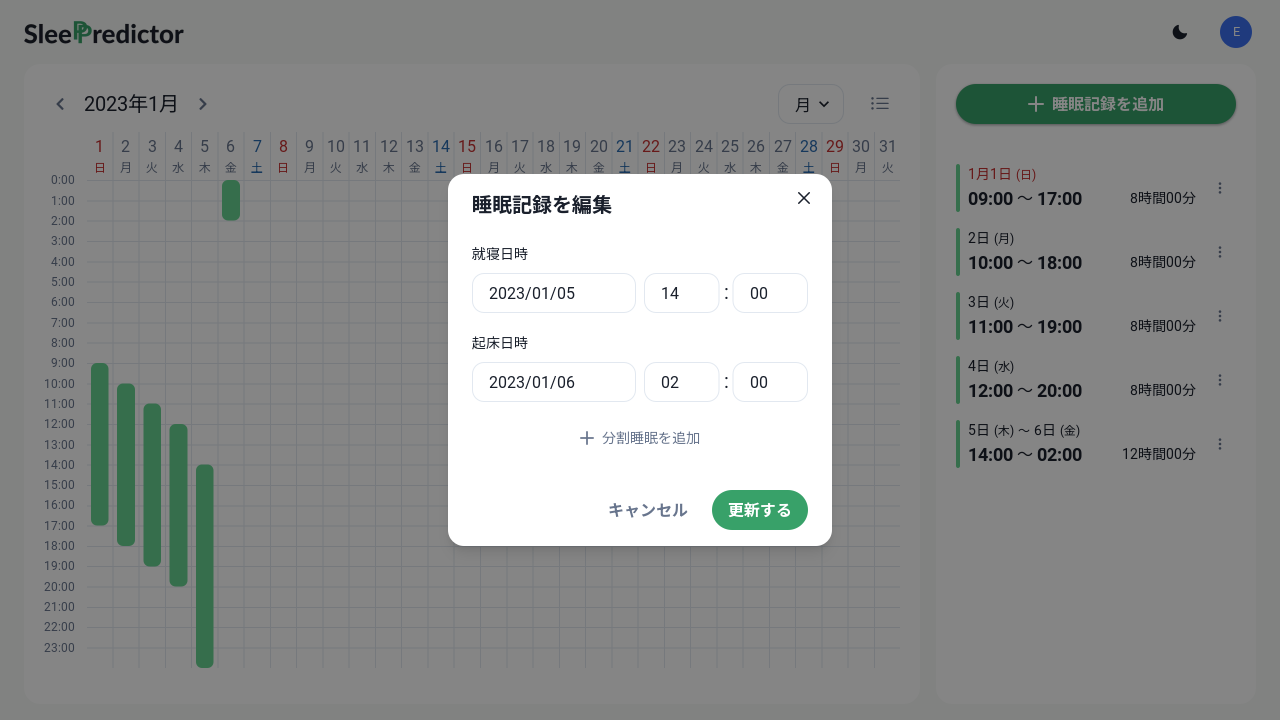 SleePredictor
E
2023年1月
月
睡眠記録を追加
1 2 3 4 5 6 7 8 9 10 11 12 13 14 15 16 17 18 19 20 21 22 23 24 25 26 27 28 29 30 31
日 月 火 水 木 金 土 日 月 火 水 木 金 土 日 月 火 水 木 金 土 日 月 火 水 木 金 土 日 月 火
0:00
1:00
2:00
3:00
4:00
5:00
6:00
7:00
8:00
9:00
10:00
11:00
12:00
13:00
14:00
15:00
16:00
17:00
18:00
19:00
20:00
21:00
22:00
23:00
睡眠記録を編集
就寝日時
2023/01/05 14 : 00
起床日時
2023/01/06 02 : 00
分割睡眠を追加
キャンセル 更新する
1月1日 (日)
09:00 〜 17:00 8時間00分
2日 (月)
10:00 〜 18:00 8時間00分
3日 (火)
11:00 〜 19:00 8時間00分
4日 (水)
12:00 〜 20:00 8時間00分
5日 (木) 〜 6日 (金)
14:00 〜 02:00 12時間00分